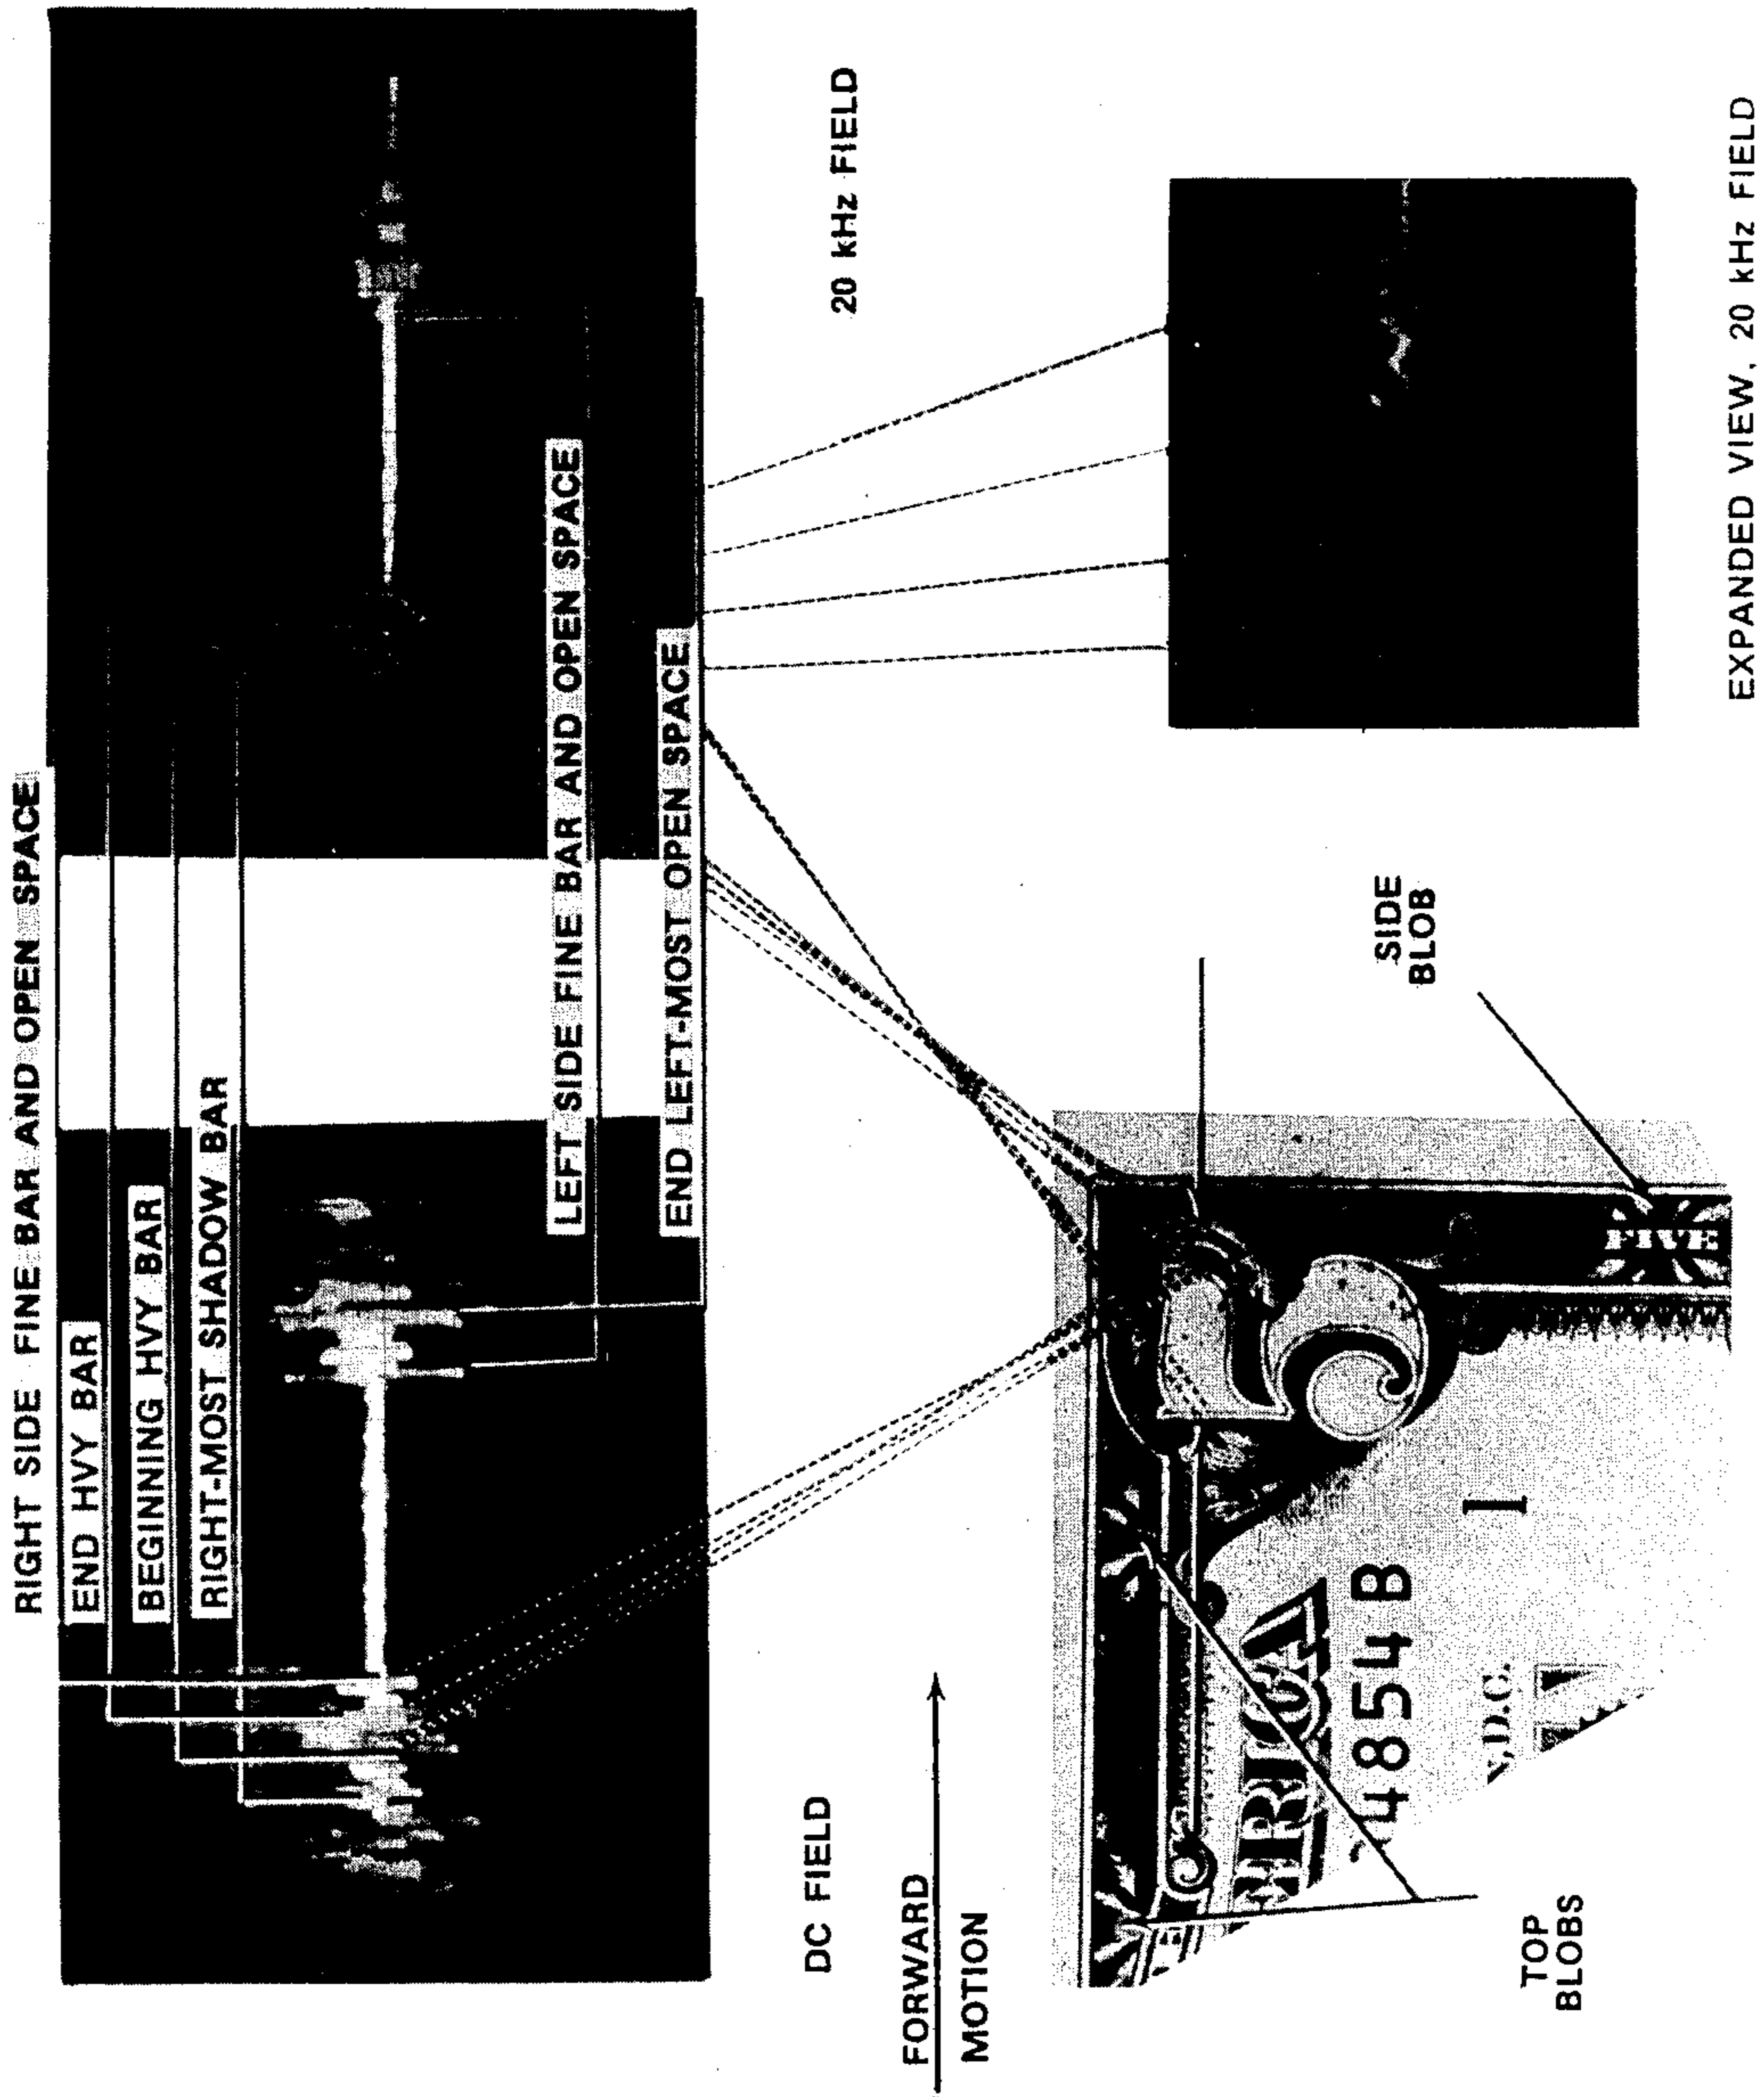 RIGHT SIDE FINE BAR AND OPEN SPACE
END HVY BAR
BEGINNING HVY BAR
RIGHT-MOST SHADOW BAR
LEFT SIDE FINE BAR AND OPEN SPACE
END LEFT-MOST OPEN SPACE
DC FIELD
20 kHz FIELD
FORWARD
MOTION
SIDE
BLOB
FIVE
ERICA
4854 B
1
D.C.
TOP
BLOBS
EXPANDED VIEW, 20 kHz FIELD